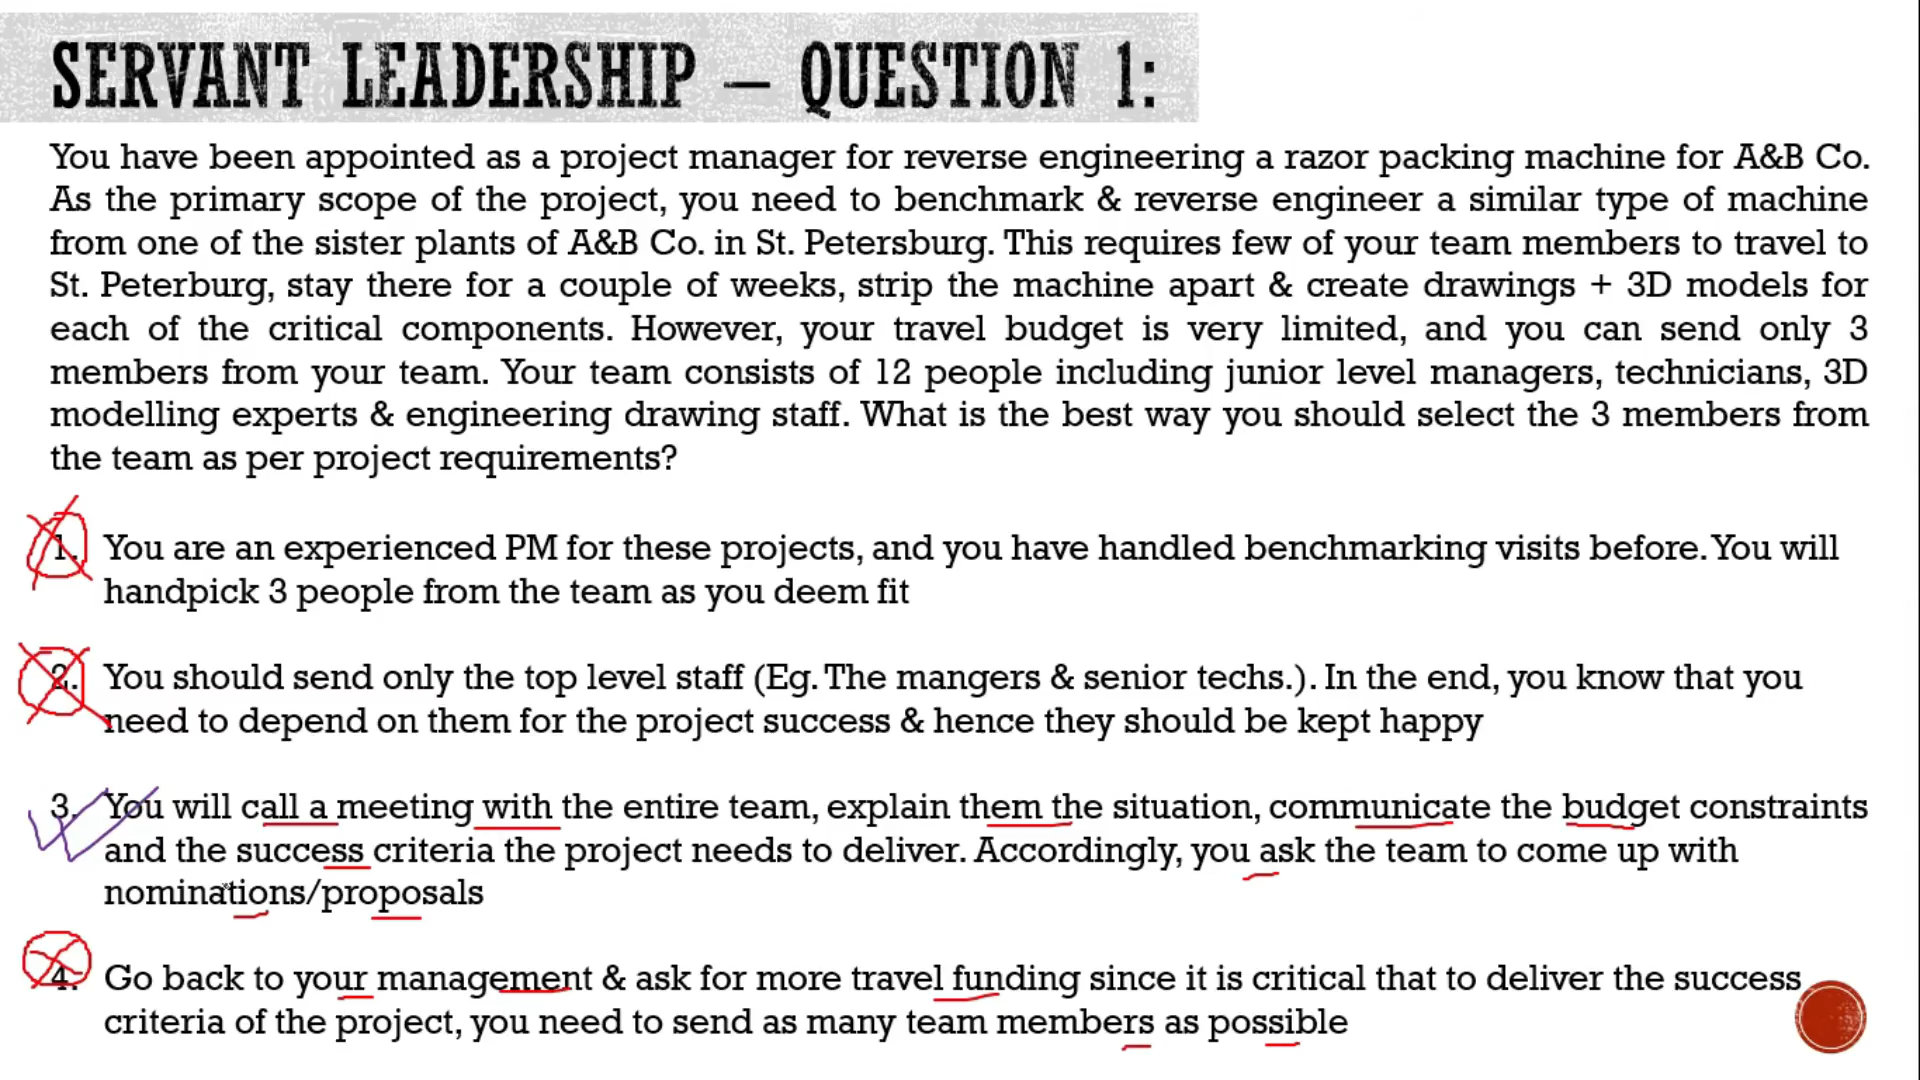 SERVANT LEADERSHIP – QUESTION 1:
You have been appointed as a project manager for reverse engineering a razor packing machine for A&B Co.
As the primary scope of the project, you need to benchmark & reverse engineer a similar type of machine
from one of the sister plants of A&B Co. in St. Petersburg. This requires few of your team members to travel to
St. Peterburg, stay there for a couple of weeks, strip the machine apart & create drawings + 3D models for
each of the critical components. However, your travel budget is very limited, and you can send only 3
members from your team. Your team consists of 12 people including junior level managers, technicians, 3D
modelling experts & engineering drawing staff. What is the best way you should select the 3 members from
the team as per project requirements?
1. You are an experienced PM for these projects, and you have handled benchmarking visits before. You will
handpick 3 people from the team as you deem fit
2. You should send only the top level staff (Eg. The mangers & senior techs.). In the end, you know that you
need to depend on them for the project success & hence they should be kept happy
3. You will call a meeting with the entire team, explain them the situation, communicate the budget constraints
and the success criteria the project needs to deliver. Accordingly, you ask the team to come up with
nominations/proposals
4. Go back to your management & ask for more travel funding since it is critical that to deliver the success
criteria of the project, you need to send as many team members as possible